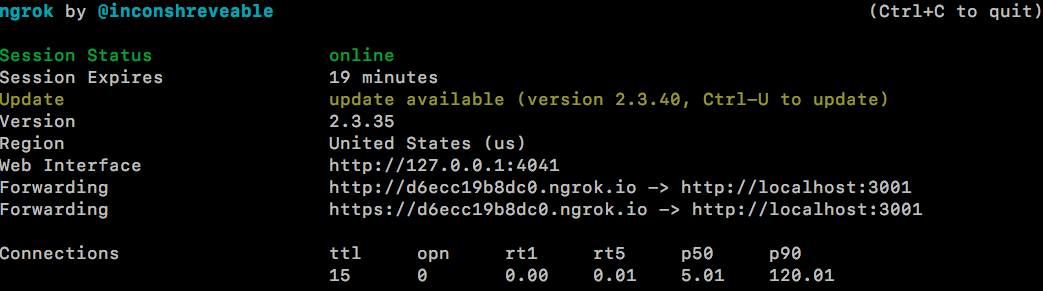 ngrok by @inconshreveable (Ctrl+C to quit)
Session Status online
Session Expires 19 minutes
Update update available (version 2.3.40, Ctrl-U to update)
Version 2.3.35
Region United States (us)
Web Interface http://127.0.0.1:4041
Forwarding http://d6ecc19b8dc0.ngrok.io -> http://localhost:3001
Forwarding https://d6ecc19b8dc0.ngrok.io -> http://localhost:3001
Connections ttl opn rt1 rt5 p50 p90
15 0 0.00 0.01 5.01 120.01